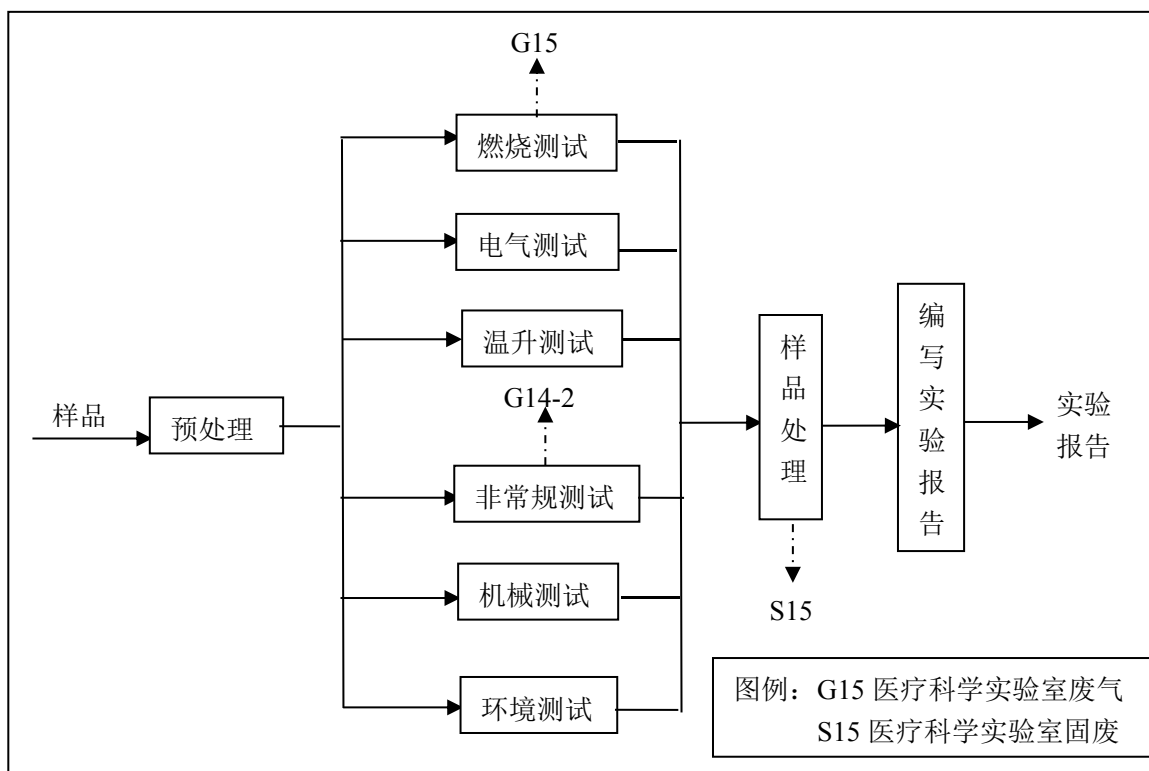 G15
燃烧测试
电气测试
温升测试
G14-2
样品
预处理
非常规测试
机械测试
环境测试
样品处理
S15
编写实验报告
实验
报告
图例：G15 医疗科学实验室废气
S15 医疗科学实验室固废